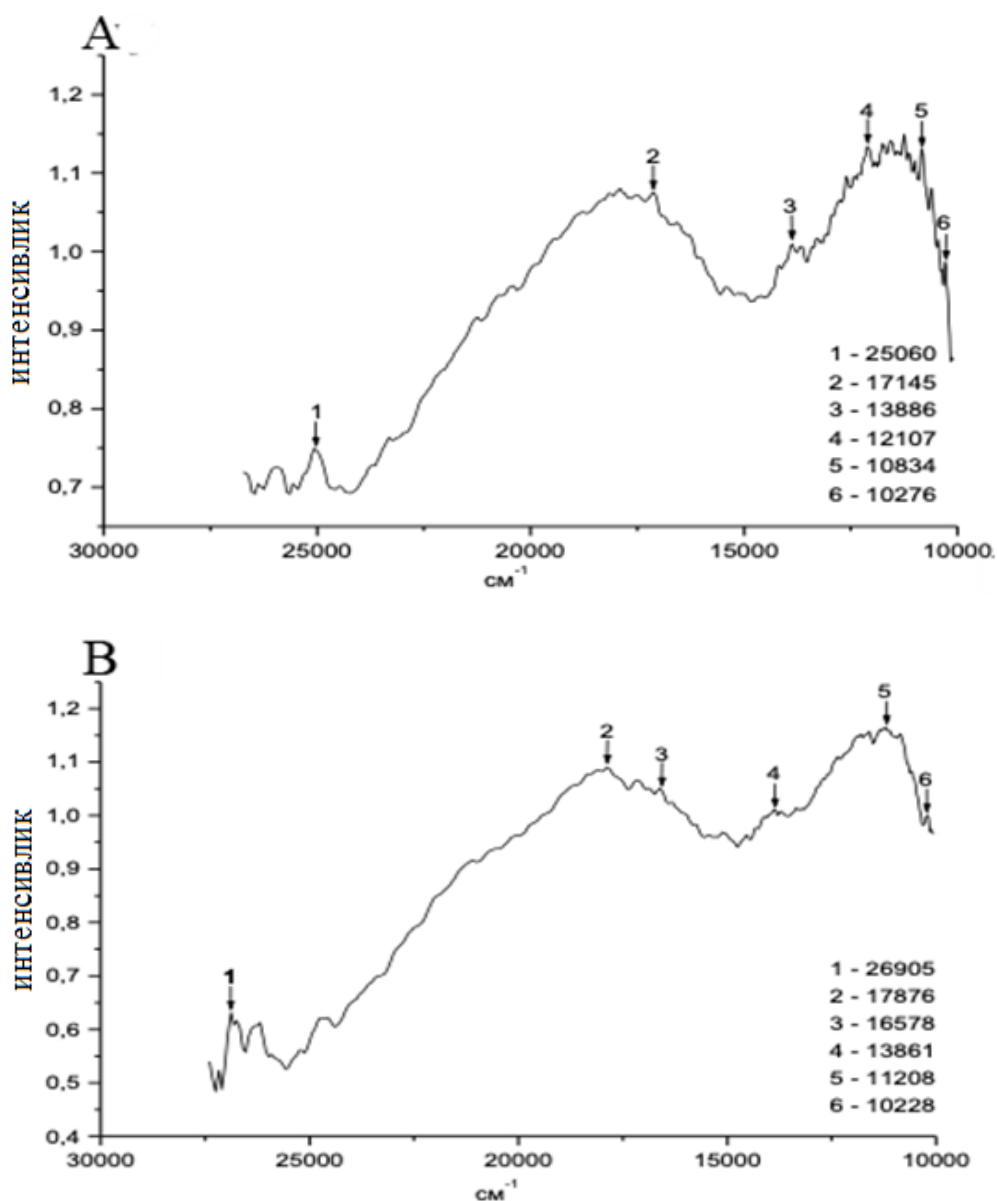 A
1,2
1,1
1,0
0,9
0,8
0,7
интенсивлик
1
2
3
4
5
6
1 - 25060
2 - 17145
3 - 13886
4 - 12107
5 - 10834
6 - 10276
30000 25000 20000 15000 10000.
см⁻¹
B
1,2
1,1
1,0
0,9
0,8
0,7
0,6
0,5
0,4
интенсивлик
1
2
3
4
5
6
1 - 26905
2 - 17876
3 - 16578
4 - 13861
5 - 11208
6 - 10228
30000 25000 20000 15000 10000
см⁻¹